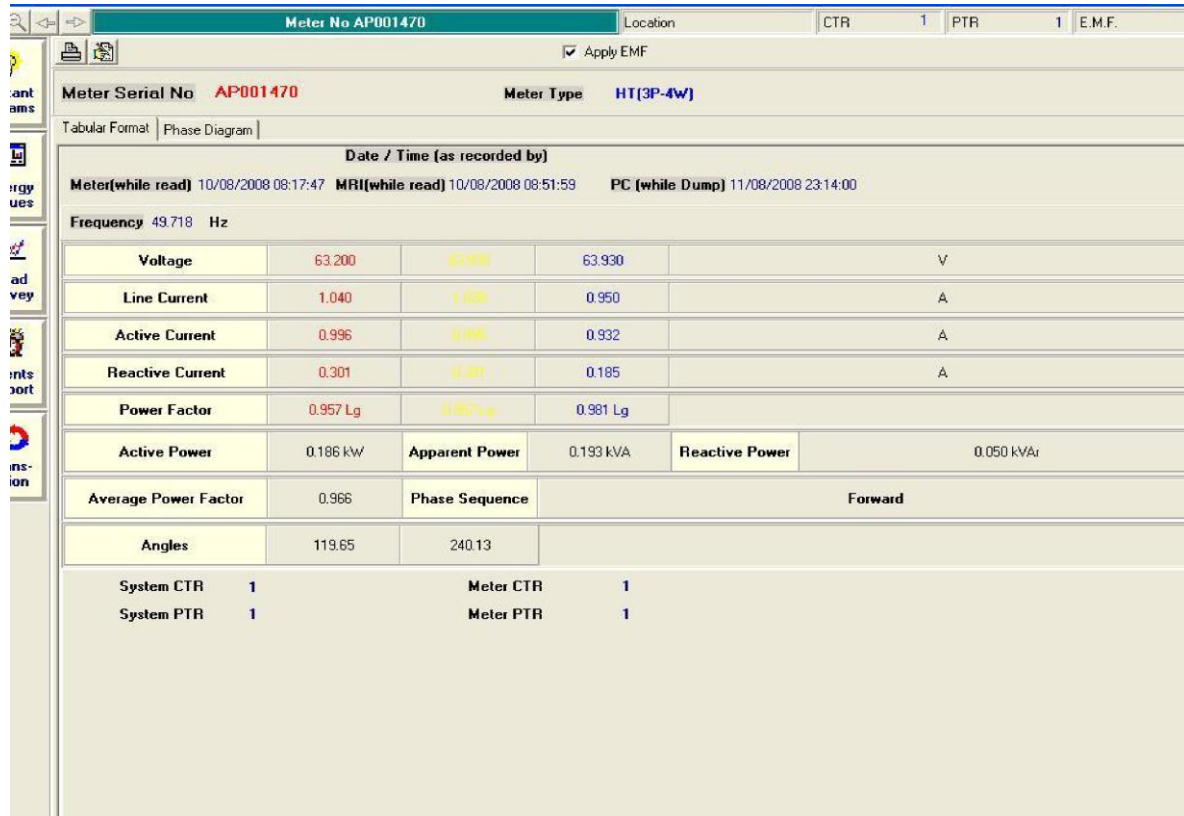 Meter No AP001470 Location CTR 1 PTR 1 E.M.F.
Apply EMF
Meter Serial No AP001470 Meter Type HT(3P-4W)
Tabular Format Phase Diagram
Date / Time (as recorded by)
Meter(while read) 10/08/2008 08:17:47 MRI(while read) 10/08/2008 08:51:59 PC (while Dump) 11/08/2008 23:14:00
Frequency 49.718 Hz
Voltage 63.200 63.930 V
Line Current 1.040 0.950 A
Active Current 0.996 0.932 A
Reactive Current 0.301 0.185 A
Power Factor 0.957 Lg 0.981 Lg
Active Power 0.186 kW Apparent Power 0.193 kVA Reactive Power 0.050 kVAr
Average Power Factor 0.966 Phase Sequence Forward
Angles 119.65 240.13
System CTR 1 Meter CTR 1
System PTR 1 Meter PTR 1